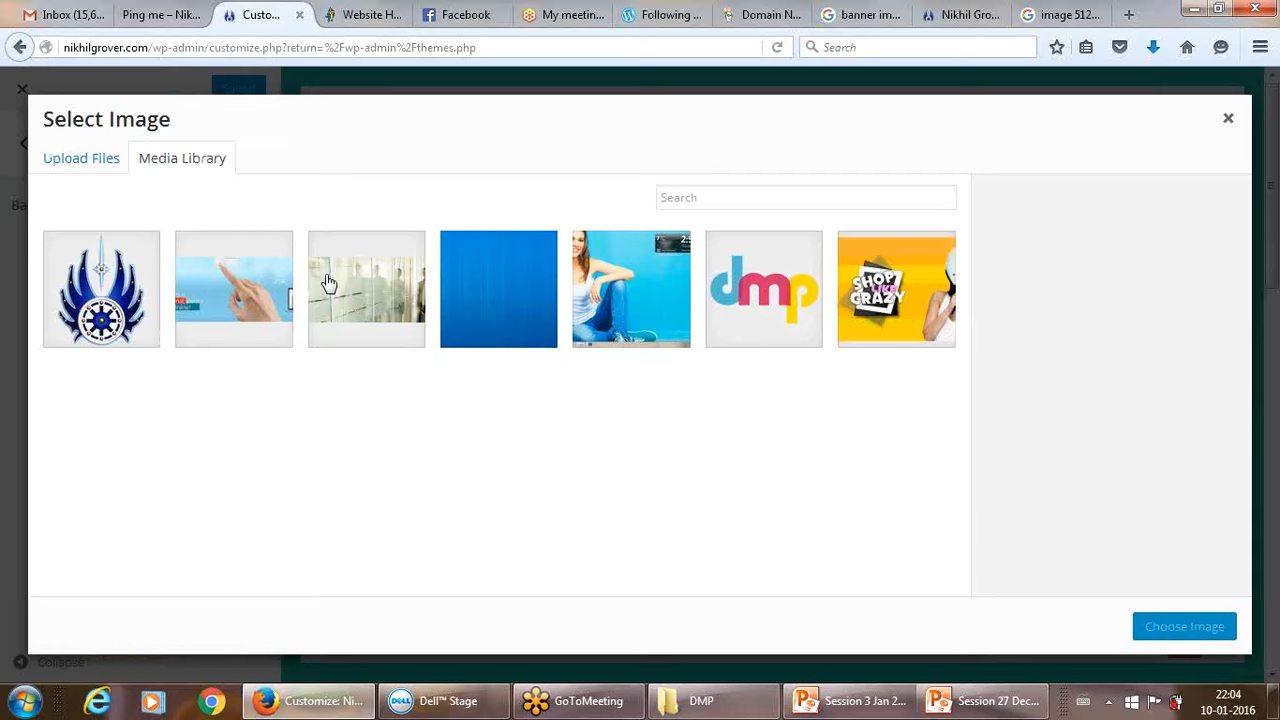 Inbox (15,6...
Ping me – Nikh...
Custo...
Website H...
Facebook
My meetin...
Following ...
Domain N...
banner im...
Nikhil Gro...
image 512...
nikhilgrover.com/wp-admin/customize.php?return=%2Fwp-admin%2Fthemes.php
Search
Select Image
Upload Files
Media Library
Search
dmp
SHOP
LIKE
CRAZY
Choose Image
Collapse
Customize: Ni...
Dell™ Stage
GoToMeeting
DMP
Session 3 Jan 2...
Session 27 Dec...
22:04
10-01-2016